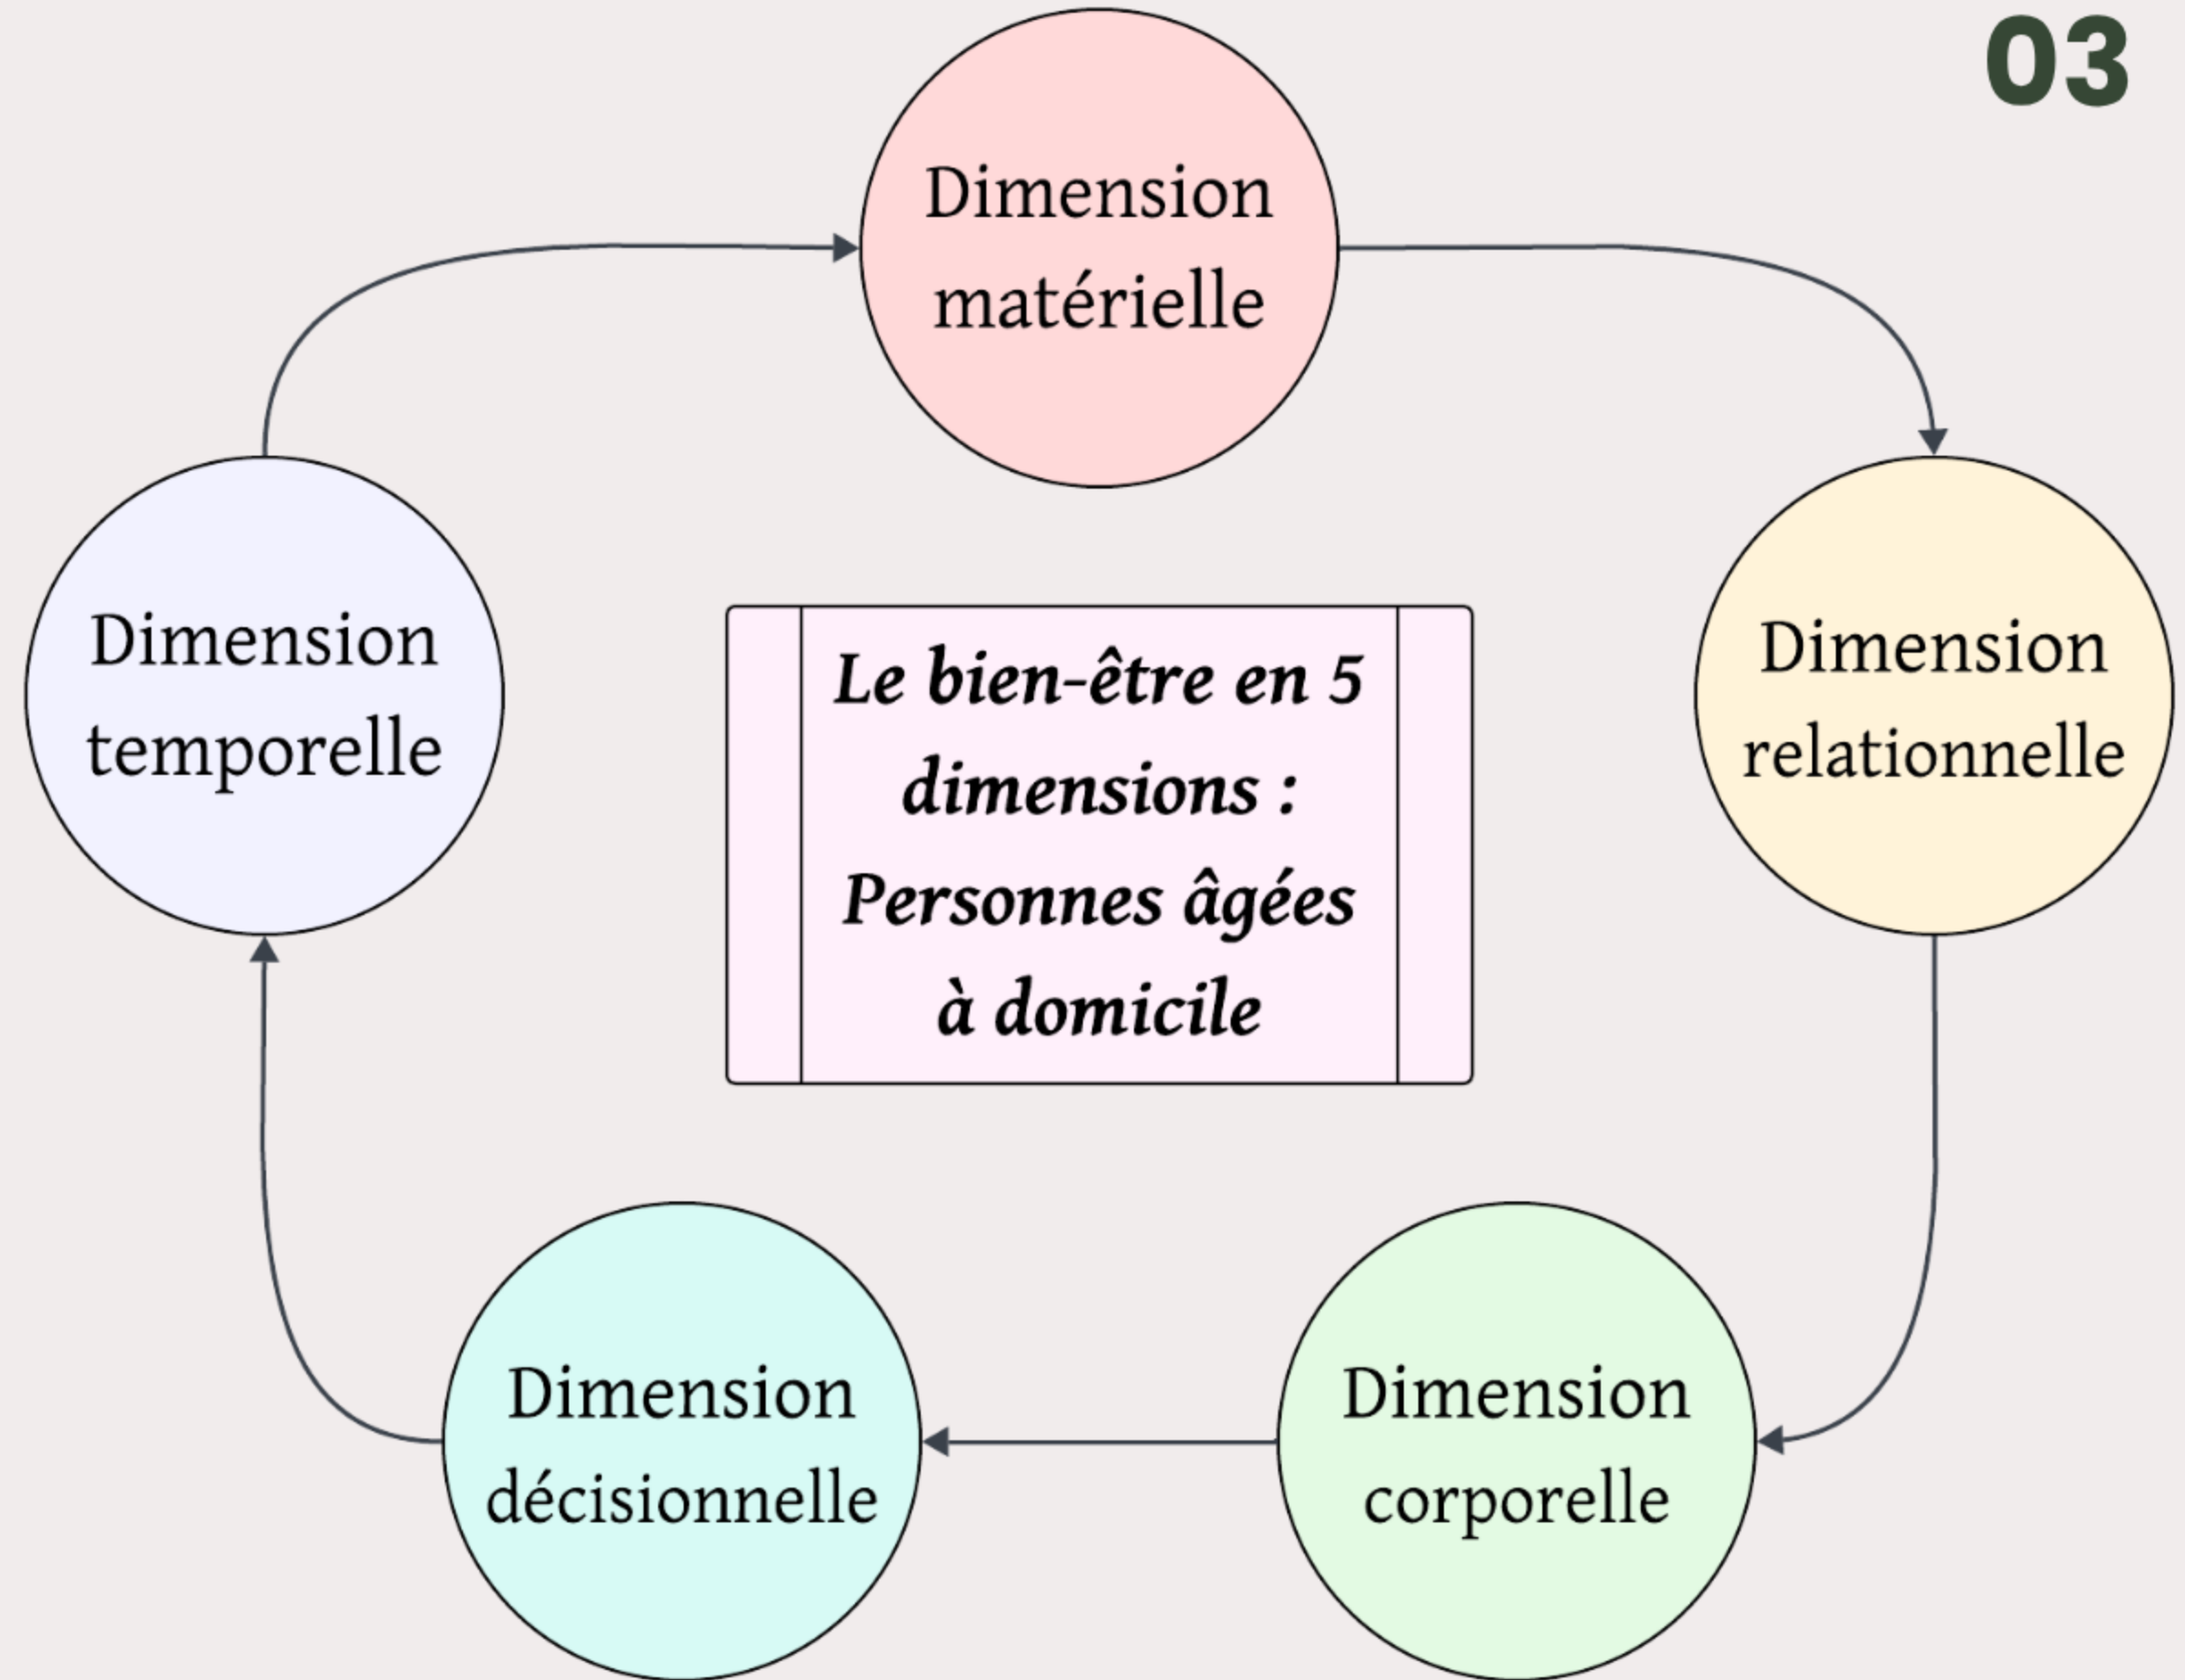 03
Dimension
matérielle
Dimension
temporelle
Dimension
relationnelle
Le bien-être en 5
dimensions :
Personnes âgées
à domicile
Dimension
décisionnelle
Dimension
corporelle